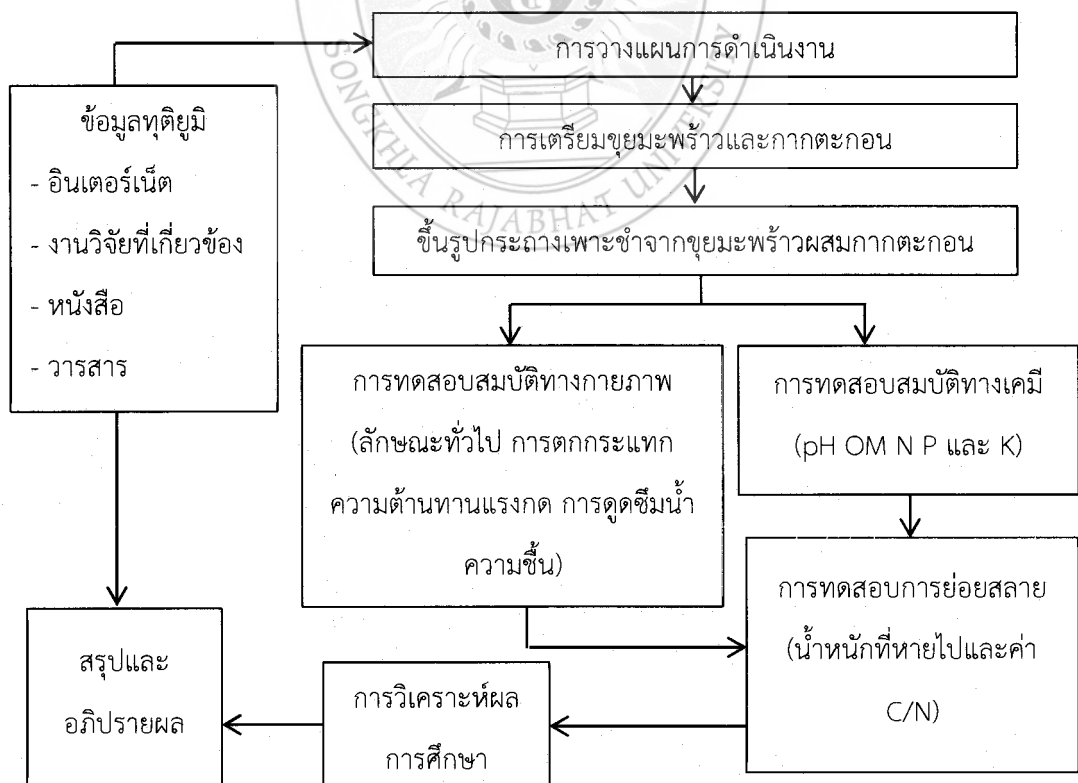 การวางแผนการดำเนินงาน
ข้อมูลทุติยูมิ
- อินเตอร์เน็ต
- งานวิจัยที่เกี่ยวข้อง
- หนังสือ
- วารสาร
การเตรียมขุยมะพร้าวและกากตะกอน
ขึ้นรูปกระถางเพาะชำจากขุยมะพร้าวผสมกากตะกอน
การทดสอบสมบัติทางกายภาพ
(ลักษณะทั่วไป การตกกระแทก
ความต้านทานแรงกด การดูดซึมน้ำ
ความชื้น)
การทดสอบสมบัติทางเคมี
(pH OM N P และ K)
การทดสอบการย่อยสลาย
(น้ำหนักที่หายไปและค่า
C/N)
การวิเคราะห์ผล
การศึกษา
สรุปและ
อภิปรายผล
SONGKHLA RAJABHAT UNIVERSITY